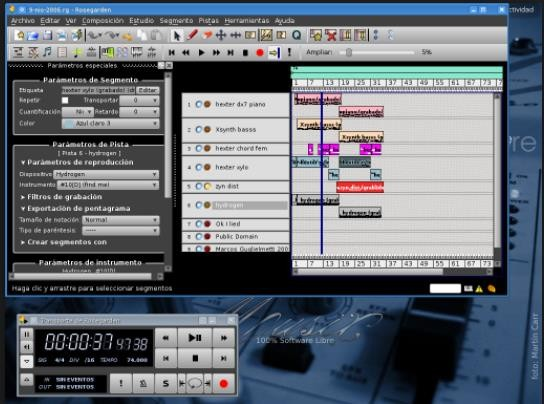 9-nio-2006.rg - Rosegarden
ctividad
Archivo Editar Ver Composición Estudio Segmento Pistas Herramientas Ayuda
Amplian: 5%
Parámetros especiales.
Parámetros de Segmento
Etiqueta hexter xylo (grabado) Editar
Repetir Transportar 0
Cuantificación Retardo 0
Color Azul claro 3
Parámetros de Pista
[ Pista 6 - hydrogen ]
Parámetros de reproducción
Dispositivo Hydrogen
Instrumento #10[D] (find me)
Filtros de grabación
Exportación de pentagrama
Tamaño de notación: Normal
Tipo de paréntesis: ----
Crear segmentos con
Parámetros de instrumento
Hydrogen #10[D]
1 7 13 19 25 31 37 43 49 55 61 67 73
1 hexter dx7 piano
2 Xsynth basss
3 hexter chord fem
4 hexter xylo
5 zyn dist
6 hydrogen
7 Ok I lied
8 Public Domain
9 Marcos Guglielmetti 200
Xsynth basss (g
1 7 13 19 25 31 37 43 49 55 61 67 73
Haga clic y arrastre para seleccionar segmentos
Transporte de Rosegarden
00:00:37 4738
SIG 4/4 DIV /16 TEMPO 74.000
IN SIN EVENTOS
OUT SIN EVENTOS
S
Musix
100% Software Libre
foto: Martin Carr